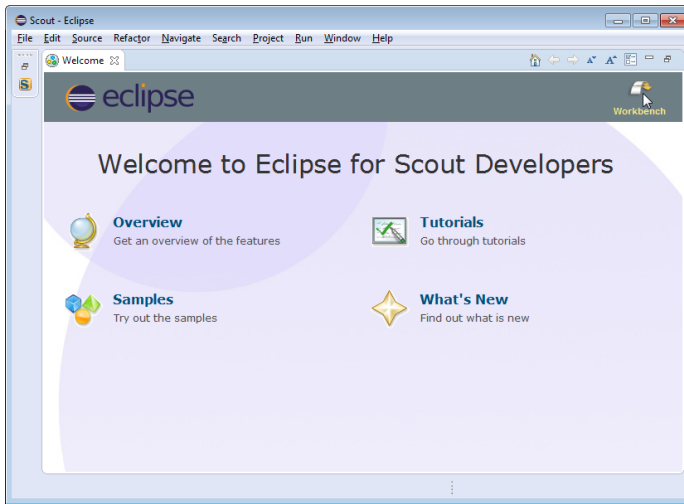 Scout - Eclipse
File Edit Source Refactor Navigate Search Project Run Window Help
Welcome
S
eclipse
Workbench
Welcome to Eclipse for Scout Developers
Overview
Get an overview of the features
Tutorials
Go through tutorials
Samples
Try out the samples
What's New
Find out what is new